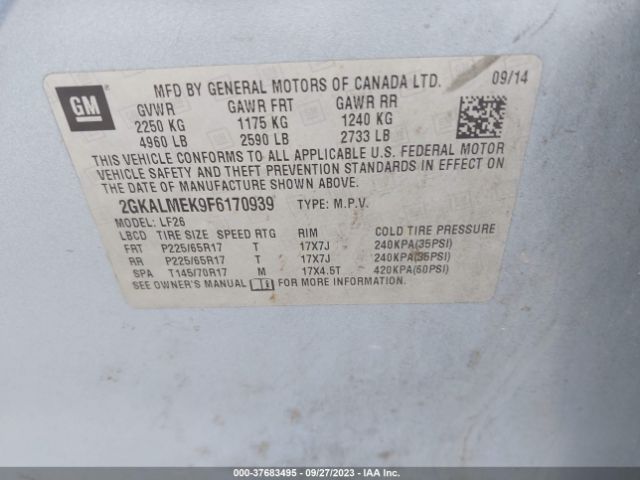 GM
MFD BY GENERAL MOTORS OF CANADA LTD. 09/14
GVWR GAWR FRT GAWR RR
2250 KG 1175 KG 1240 KG
4960 LB 2590 LB 2733 LB
THIS VEHICLE CONFORMS TO ALL APPLICABLE U.S. FEDERAL MOTOR
VEHICLE SAFETY AND THEFT PREVENTION STANDARDS IN EFFECT ON
THE DATE OF MANUFACTURE SHOWN ABOVE.
2GKALMEK9F6170939 TYPE: M.P.V.
MODEL: LF26
LBCD TIRE SIZE SPEED RTG RIM COLD TIRE PRESSURE
FRT P225/65R17 T 17X7J 240KPA(35PSI)
RR P225/65R17 T 17X7J 240KPA(35PSI)
SPA T145/70R17 M 17X4.5T 420KPA(60PSI)
SEE OWNER'S MANUAL FOR MORE INFORMATION.
000-37683495 - 09/27/2023 - IAA Inc.